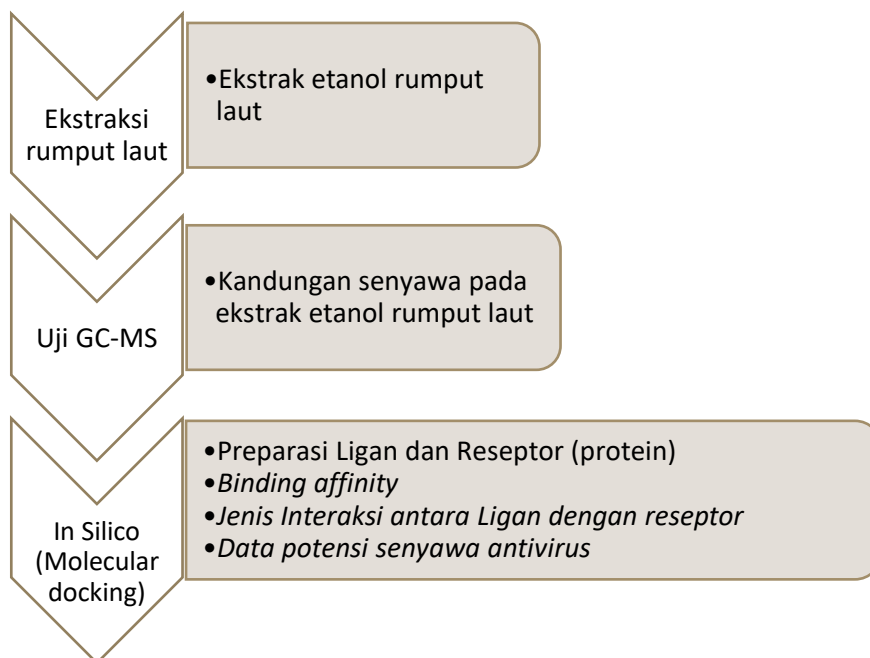 Ekstraksi
rumput laut
•Ekstrak etanol rumput
laut
Uji GC-MS
•Kandungan senyawa pada
ekstrak etanol rumput laut
In Silico
(Molecular
docking)
•Preparasi Ligan dan Reseptor (protein)
•Binding affinity
•Jenis Interaksi antara Ligan dengan reseptor
•Data potensi senyawa antivirus